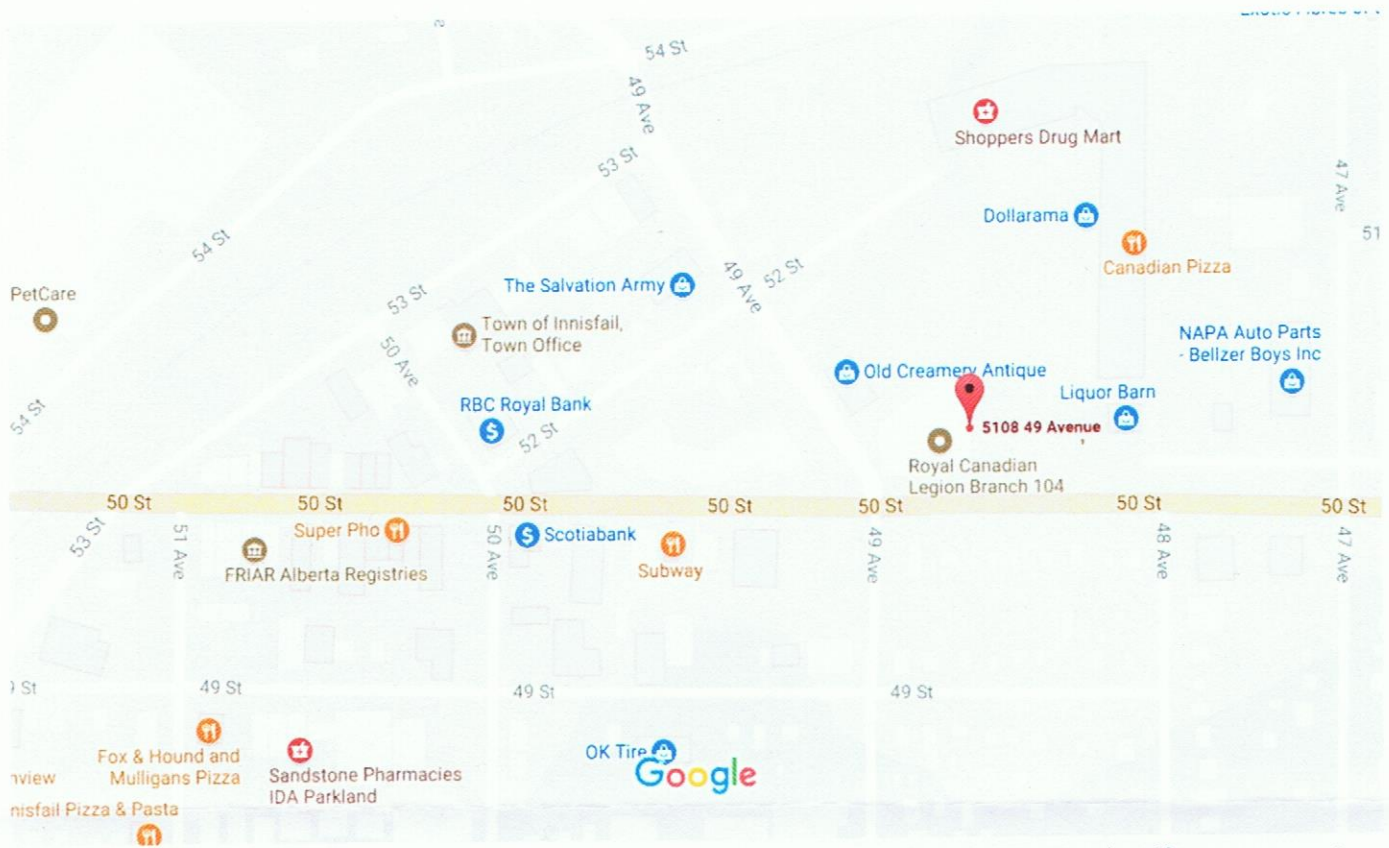 54 St
49 Ave
Shoppers Drug Mart
53 St
47 Ave
Dollarama
51
54 St
Canadian Pizza
The Salvation Army
49 Ave
52 St
PetCare
53 St
Town of Innisfail,
Town Office
NAPA Auto Parts
- Bellzer Boys Inc
50 Ave
Old Creamery Antique
Liquor Barn
RBC Royal Bank
54 St
52 St
5108 49 Avenue
Royal Canadian
Legion Branch 104
50 St
50 St
50 St
50 St
50 St
50 St
50 St
53 St
51 Ave
Super Pho
50 Ave
Scotiabank
49 Ave
48 Ave
47 Ave
FRIAR Alberta Registries
Subway
St
49 St
49 St
49 St
Fox & Hound and
Mulligans Pizza
Sandstone Pharmacies
IDA Parkland
OK Tire
Google
nview
nisfail Pizza & Pasta